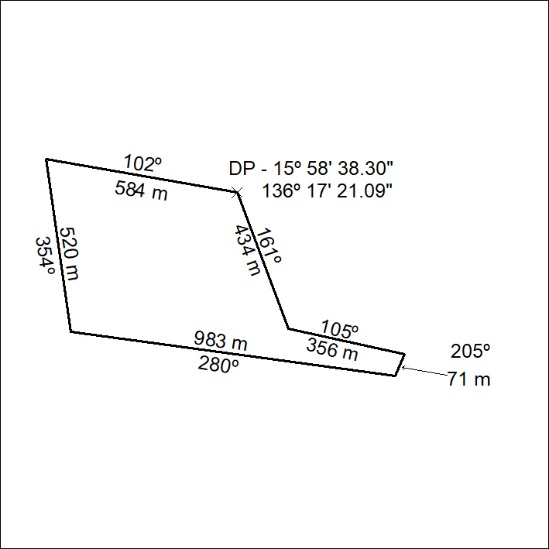 102º
584 m
DP - 15º 58' 38.30"
136º 17' 21.09"
161º
434 m
520 m
354º
105º
356 m
983 m
280º
205º
71 m